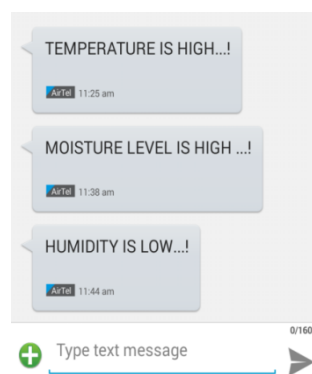 TEMPERATURE IS HIGH...!
AirTel 11:25 am
MOISTURE LEVEL IS HIGH ...!
AirTel 11:38 am
HUMIDITY IS LOW...!
AirTel 11:44 am
0/160
Type text message